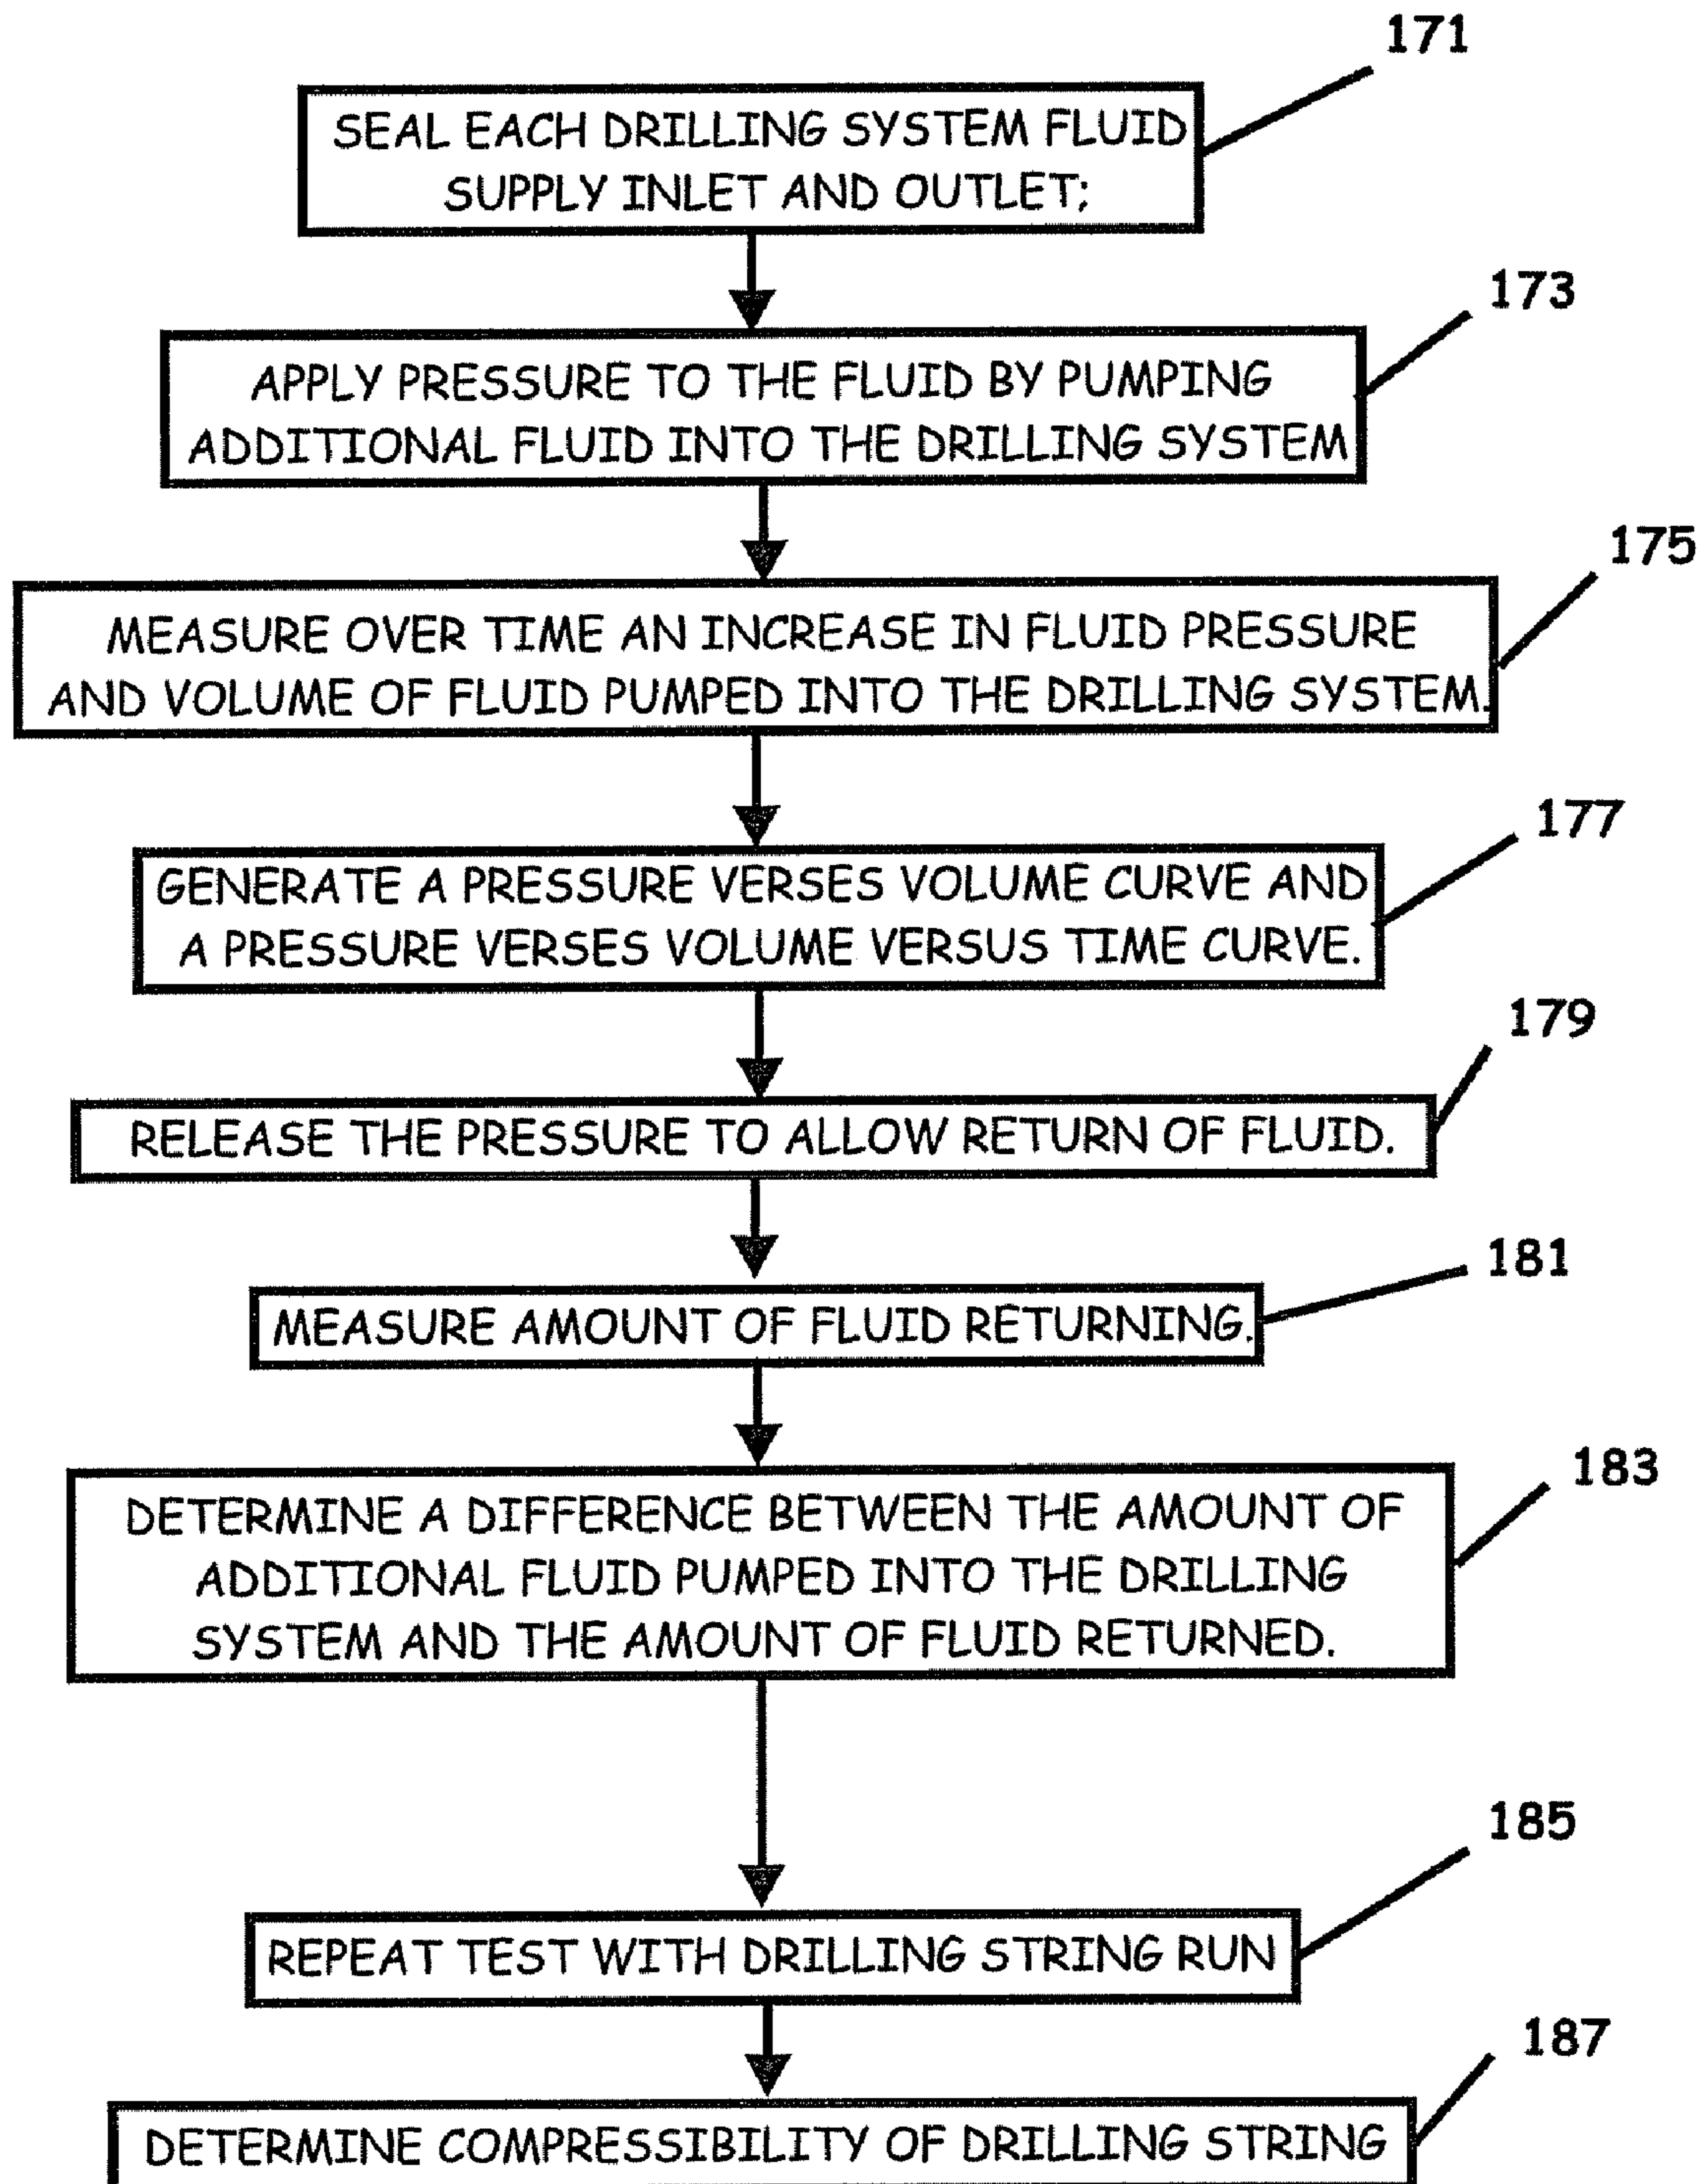 171
SEAL EACH DRILLING SYSTEM FLUID
SUPPLY INLET AND OUTLET;
173
APPLY PRESSURE TO THE FLUID BY PUMPING
ADDITIONAL FLUID INTO THE DRILLING SYSTEM
175
MEASURE OVER TIME AN INCREASE IN FLUID PRESSURE
AND VOLUME OF FLUID PUMPED INTO THE DRILLING SYSTEM.
177
GENERATE A PRESSURE VERSES VOLUME CURVE AND
A PRESSURE VERSES VOLUME VERSUS TIME CURVE.
179
RELEASE THE PRESSURE TO ALLOW RETURN OF FLUID.
181
MEASURE AMOUNT OF FLUID RETURNING.
183
DETERMINE A DIFFERENCE BETWEEN THE AMOUNT OF
ADDITIONAL FLUID PUMPED INTO THE DRILLING
SYSTEM AND THE AMOUNT OF FLUID RETURNED.
185
REPEAT TEST WITH DRILLING STRING RUN
187
DETERMINE COMPRESSIBILITY OF DRILLING STRING